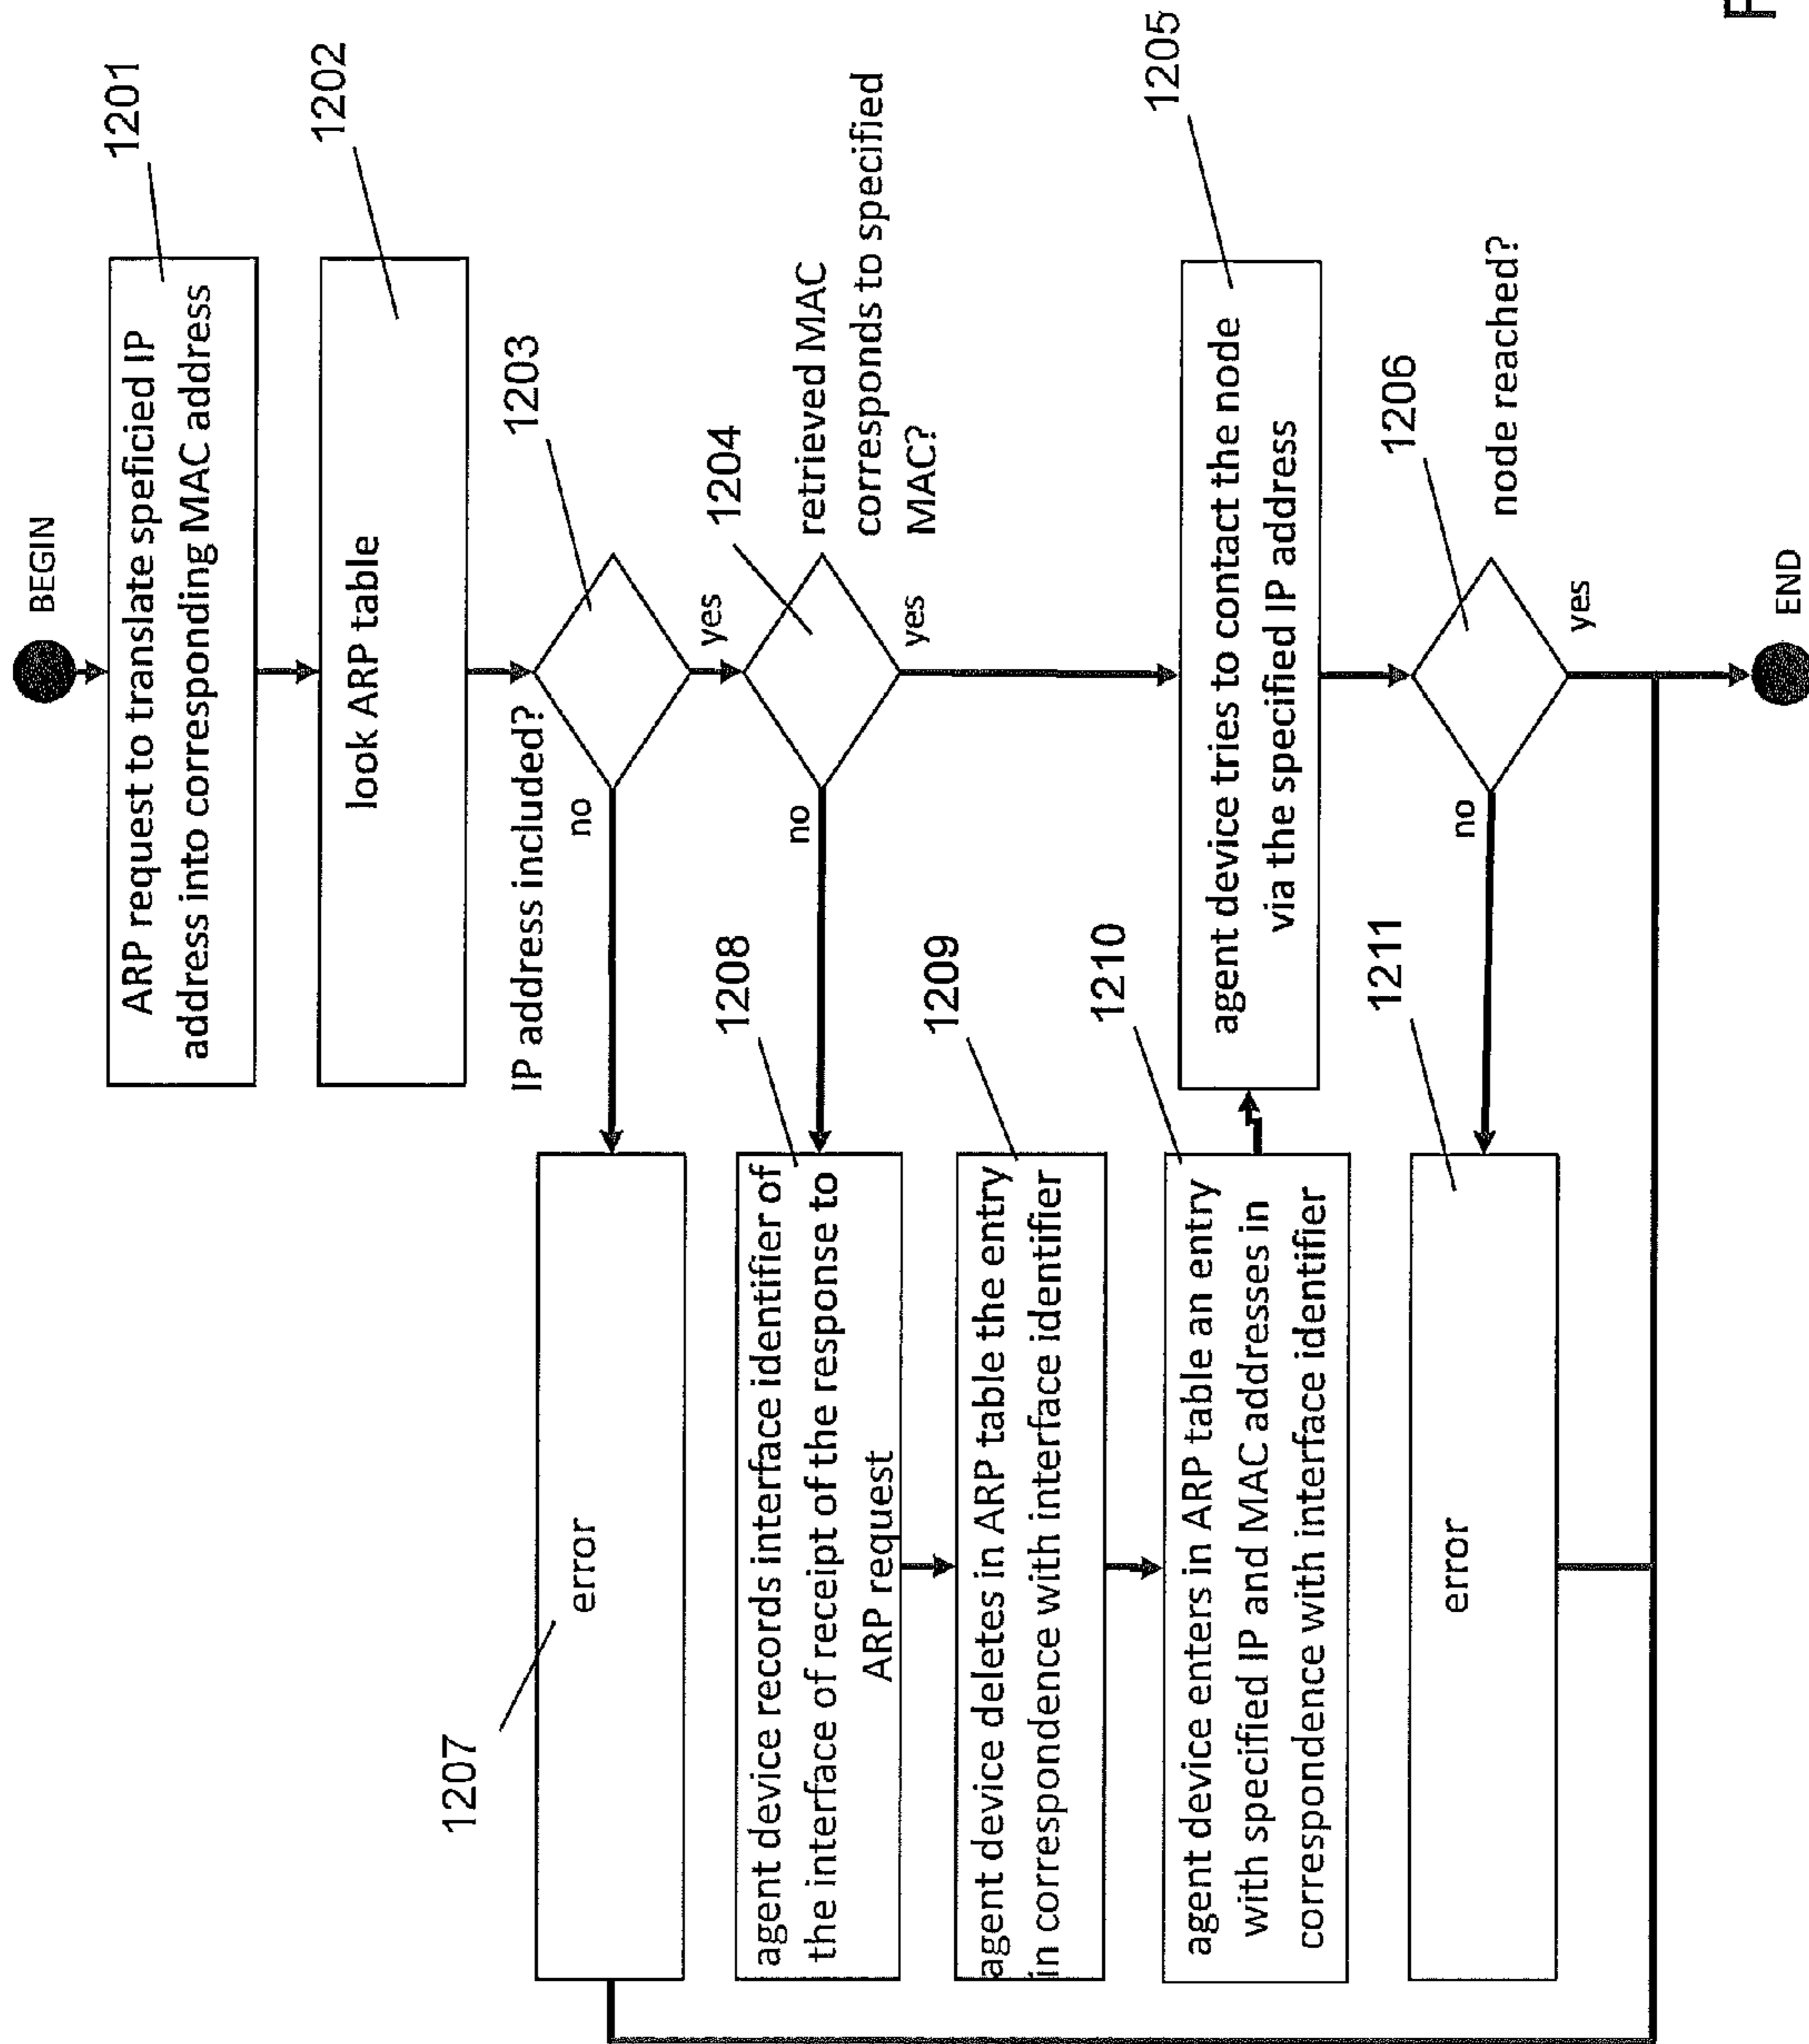 BEGIN
1201
ARP request to translate speficied IP
address into corresponding MAC address
1202
look ARP table
1203
IP address included?
no
yes
1204
retrieved MAC
corresponds to specified
MAC?
no
yes
1207
error
1208
agent device records interface identifier of
the interface of receipt of the response to
ARP request
1209
agent device deletes in ARP table the entry
in correspondence with interface identifier
1210
agent device enters in ARP table an entry
with specified IP and MAC addresses in
correspondence with interface identifier
1205
agent device tries to contact the node
via the specified IP address
1206
node reached?
no
yes
1211
error
END